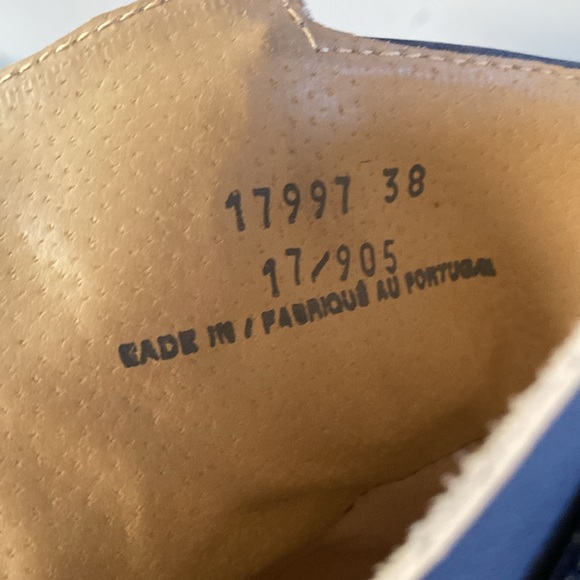 17997 38
17/905
MADE IN / FABRIQUÉ AU PORTUGAL